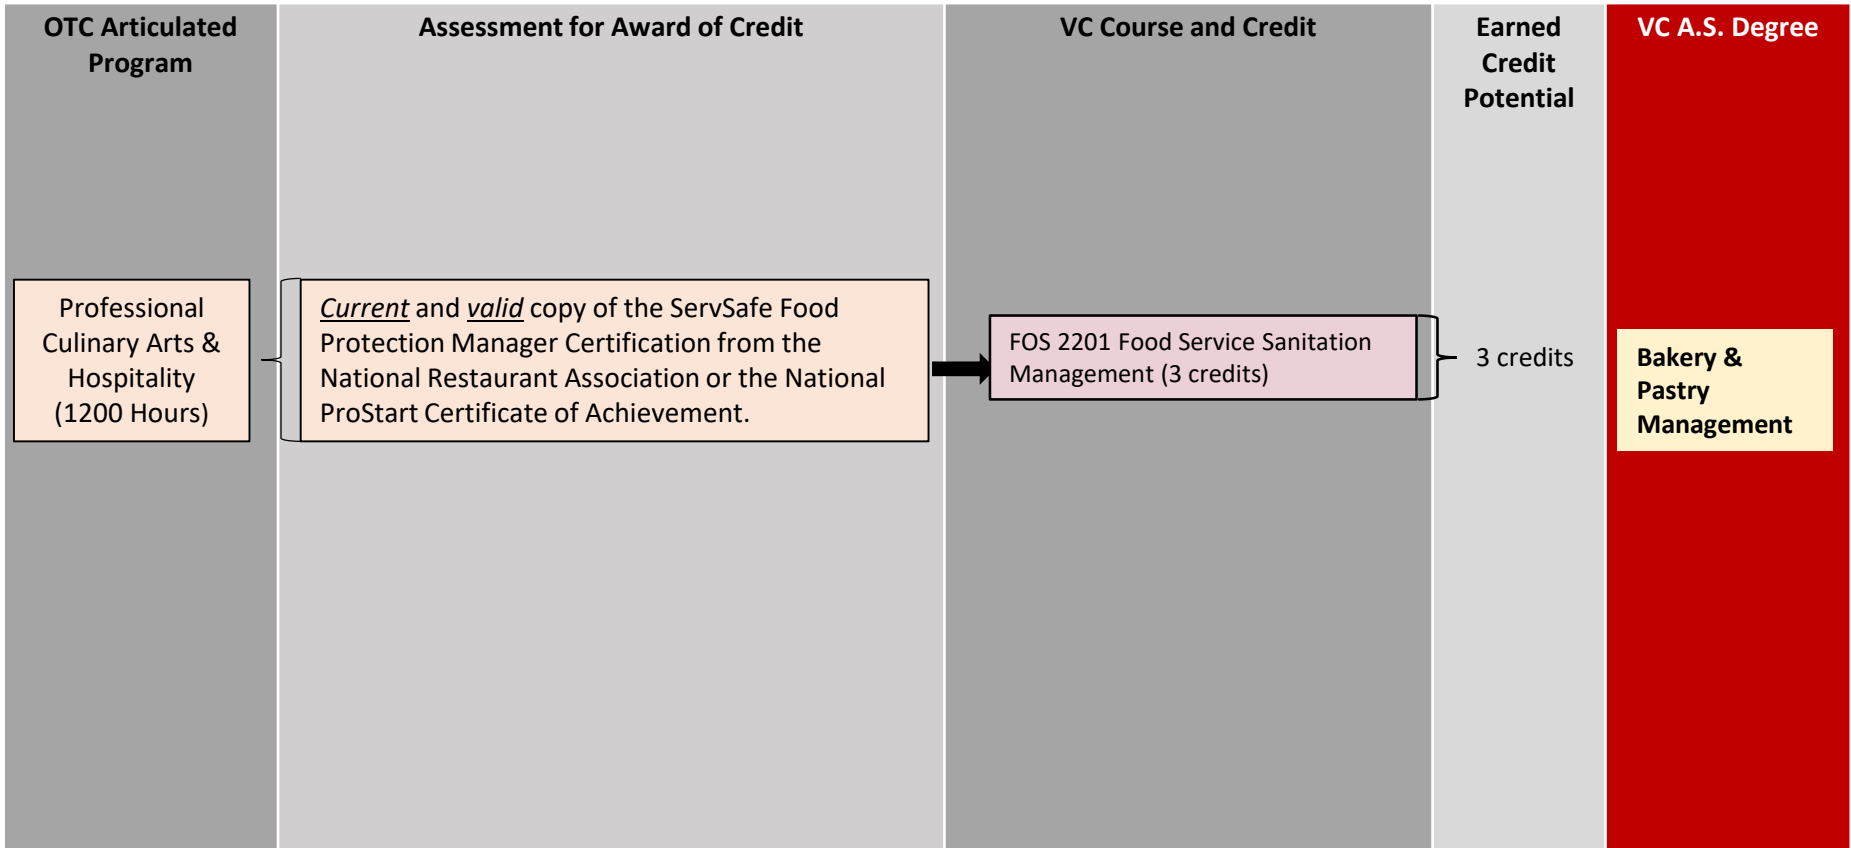 OTC Articulated
Program
Assessment for Award of Credit
VC Course and Credit
Earned
Credit
Potential
VC A.S. Degree
Professional
Culinary Arts &
Hospitality
(1200 Hours)
Current and valid copy of the ServSafe Food
Protection Manager Certification from the
National Restaurant Association or the National
ProStart Certificate of Achievement.
FOS 2201 Food Service Sanitation
Management (3 credits)
3 credits
Bakery &
Pastry
Management